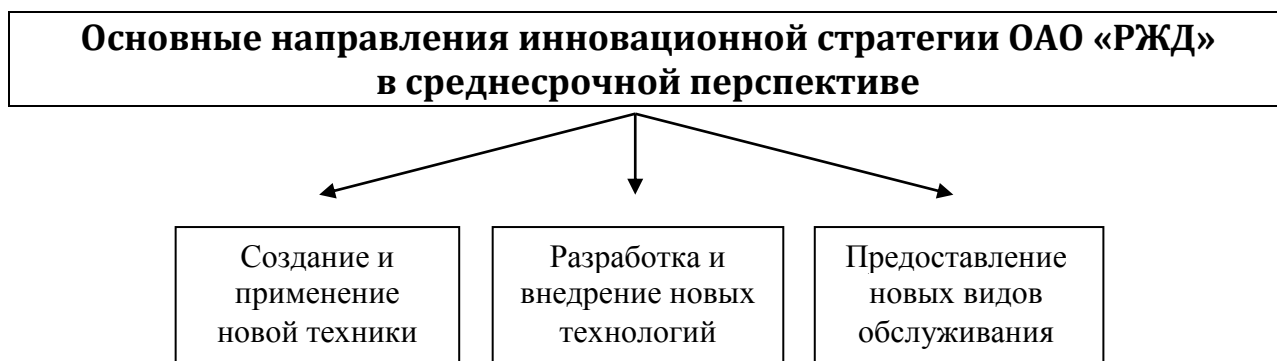 Основные направления инновационной стратегии ОАО «РЖД»
в среднесрочной перспективе
Создание и
применение
новой техники
Разработка и
внедрение новых
технологий
Предоставление
новых видов
обслуживания